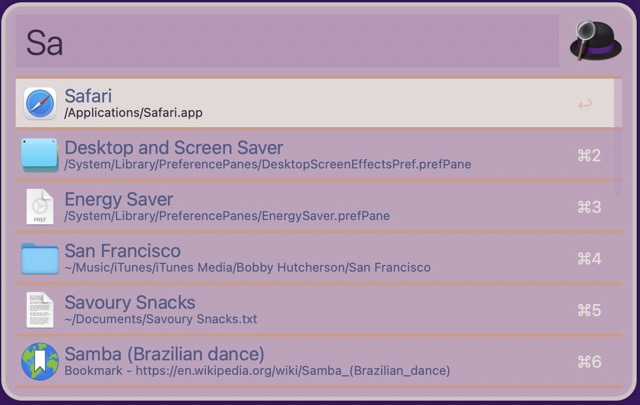 Sa
Safari
/Applications/Safari.app
↩
Desktop and Screen Saver
/System/Library/PreferencePanes/DesktopScreenEffectsPref.prefPane
⌘2
Energy Saver
/System/Library/PreferencePanes/EnergySaver.prefPane
⌘3
PREF
San Francisco
~/Music/iTunes/iTunes Media/Bobby Hutcherson/San Francisco
⌘4
Savoury Snacks
~/Documents/Savoury Snacks.txt
⌘5
Samba (Brazilian dance)
Bookmark - https://en.wikipedia.org/wiki/Samba_(Brazilian_dance)
⌘6